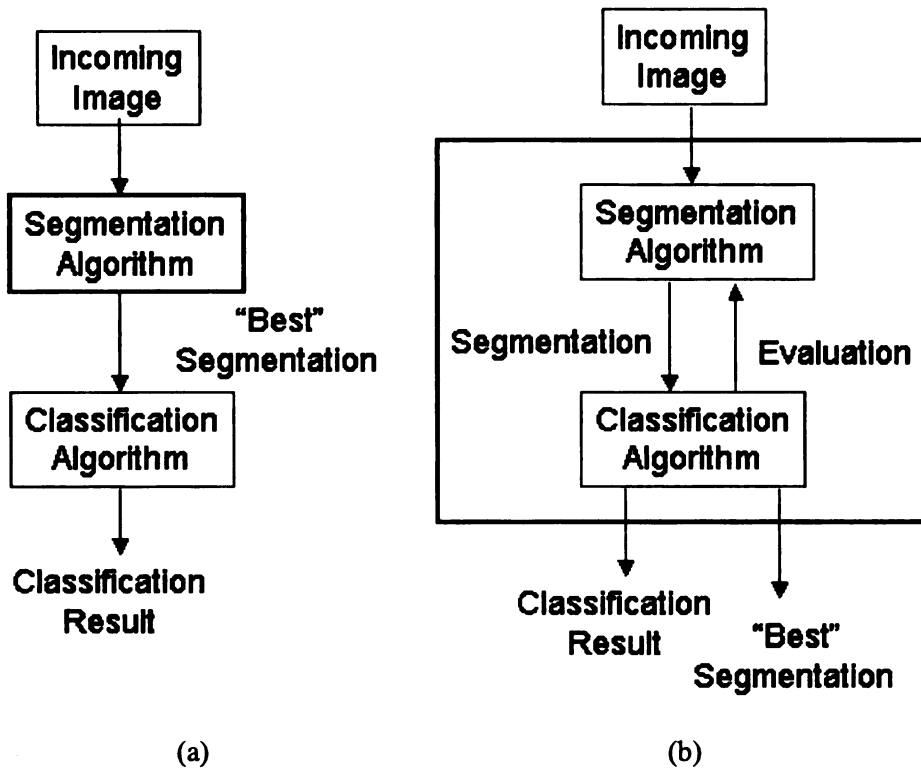 Incoming
Image
Segmentation
Algorithm
“Best”
Segmentation
Classification
Algorithm
Classification
Result
(a)
Incoming
Image
Segmentation
Algorithm
Segmentation
Evaluation
Classification
Algorithm
Classification
Result
“Best”
Segmentation
(b)